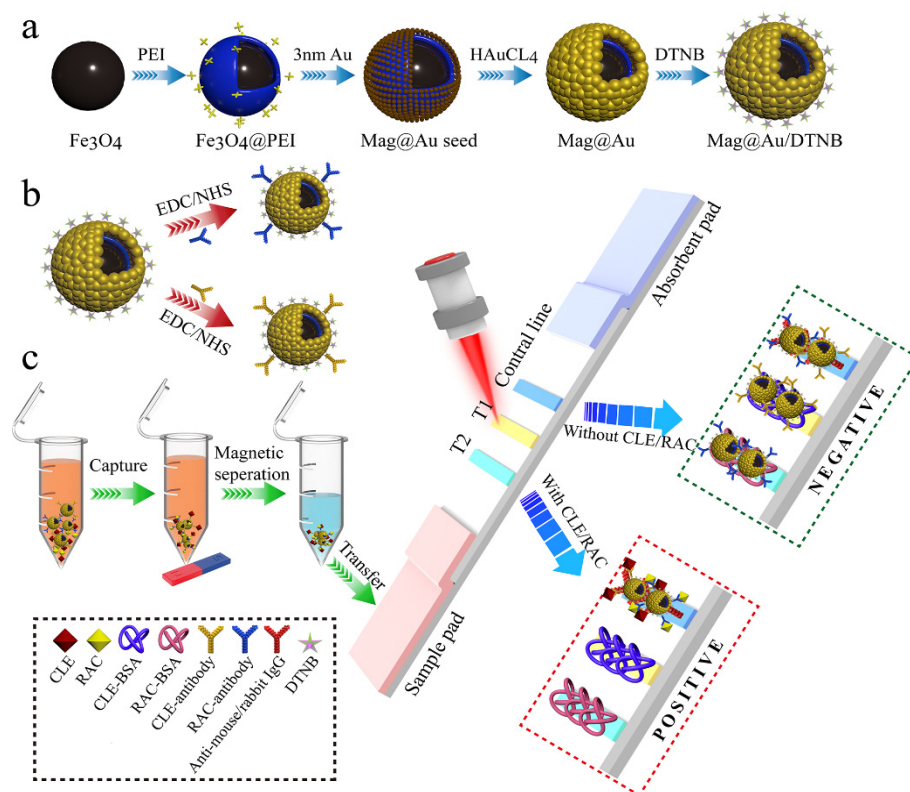 a
PEI
3nm Au
HAuCL4
DTNB
Fe3O4
Fe3O4@PEI
Mag@Au seed
Mag@Au
Mag@Au/DTNB
b
EDC/NHS
EDC/NHS
c
Capture
Magnetic
seperation
Transfer
Sample pad
T2
T1
Contral line
Absorbent pad
Without CLE/RAC
With CLE/RAC
NEGATIVE
POSITIVE
CLE
RAC
CLE-BSA
RAC-BSA
CLE-antibody
RAC-antibody
Anti-mouse/rabbit IgG
DTNB